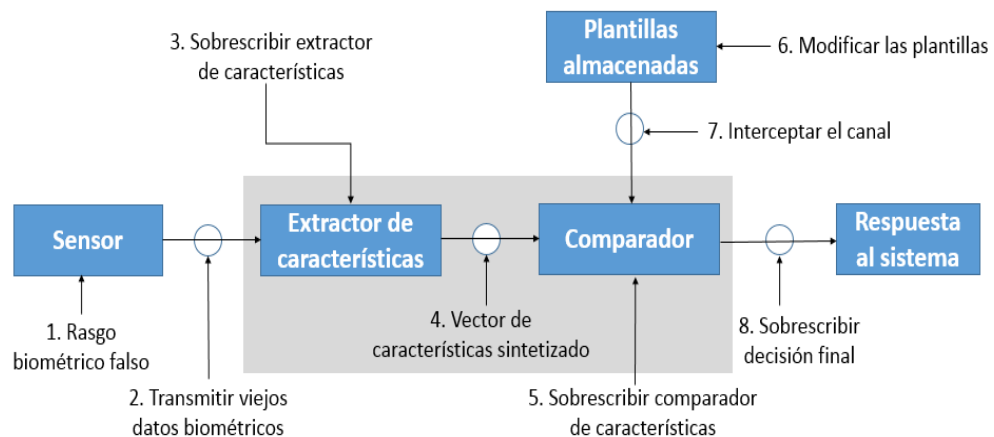 3. Sobrescribir extractor
de características
Plantillas
almacenadas
6. Modificar las plantillas
7. Interceptar el canal
Sensor
Extractor de
características
Comparador
Respuesta
al sistema
1. Rasgo
biométrico falso
4. Vector de
características sintetizado
8. Sobrescribir
decisión final
2. Transmitir viejos
datos biométricos
5. Sobrescribir comparador
de características